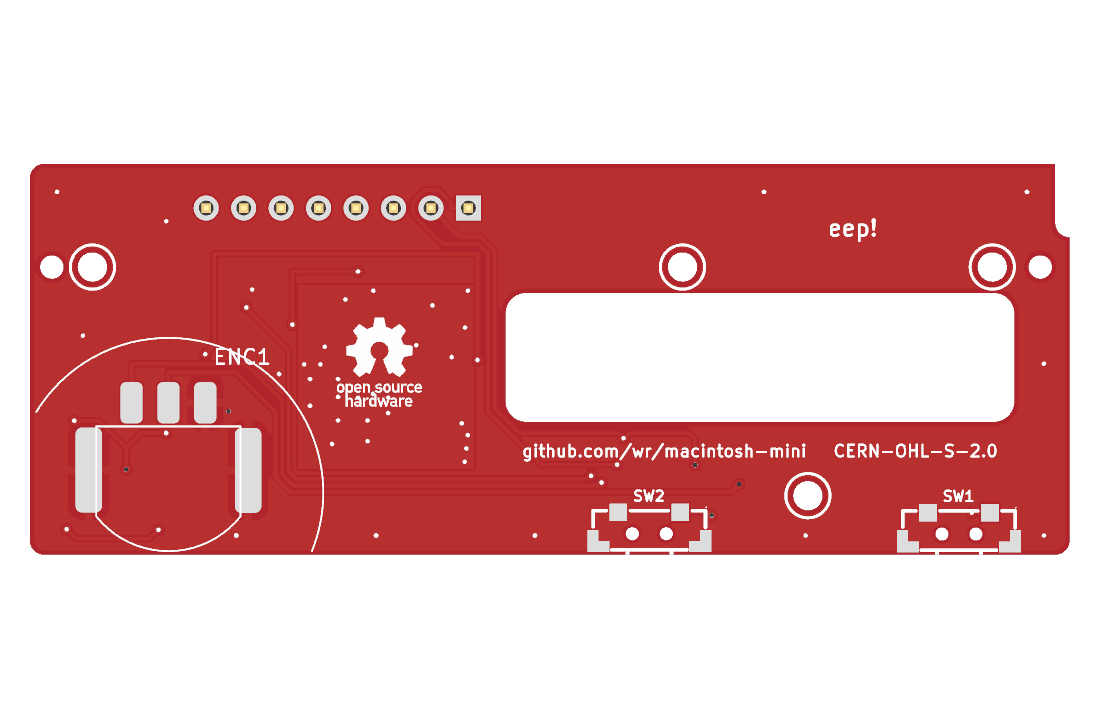 eep!
ENC1
open source
hardware
github.com/wr/macintosh-mini CERN-OHL-S-2.0
SW2 SW1